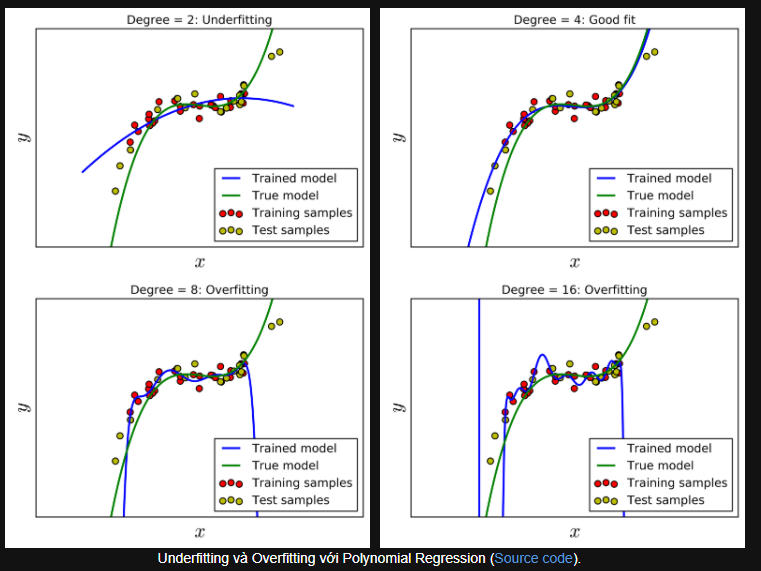 Degree = 2: Underfitting
y
Trained model
True model
Training samples
Test samples
x
Degree = 4: Good fit
y
Trained model
True model
Training samples
Test samples
x
Degree = 8: Overfitting
y
Trained model
True model
Training samples
Test samples
x
Degree = 16: Overfitting
y
Trained model
True model
Training samples
Test samples
x
Underfitting và Overfitting với Polynomial Regression (Source code).